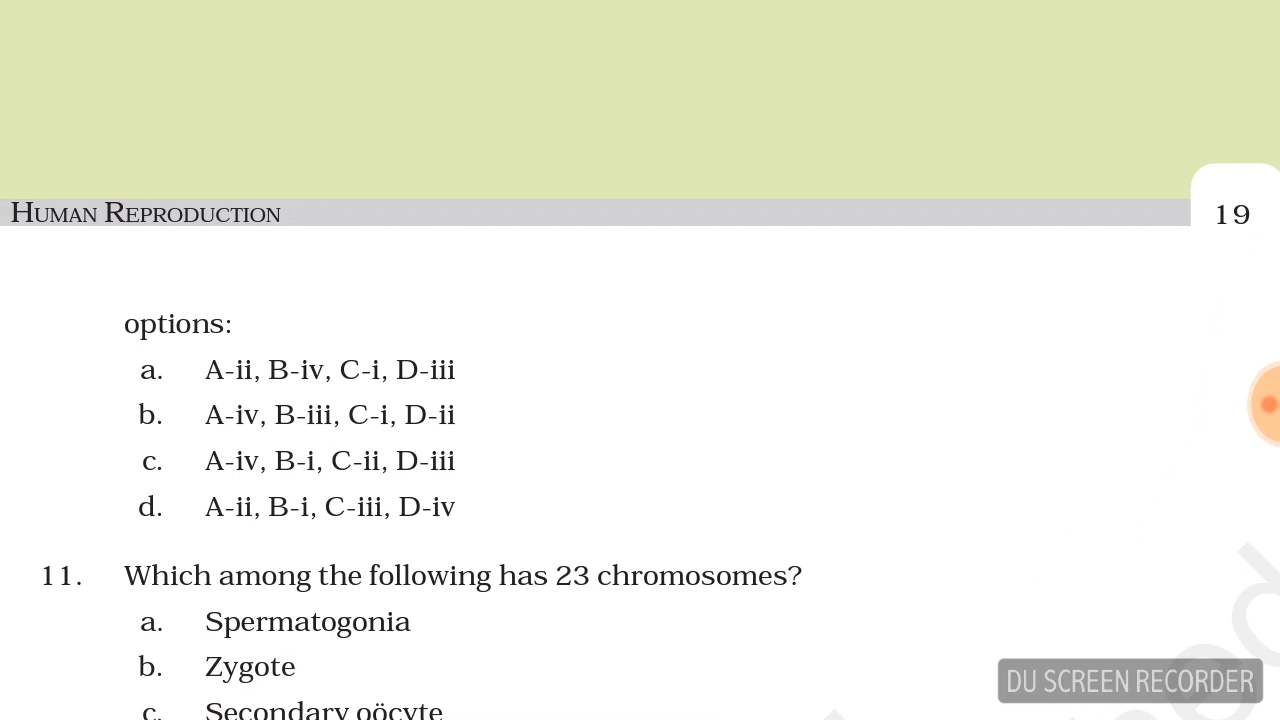 HUMAN REPRODUCTION
19
options:
a. A-ii, B-iv, C-i, D-iii
b. A-iv, B-iii, C-i, D-ii
c. A-iv, B-i, C-ii, D-iii
d. A-ii, B-i, C-iii, D-iv
11. Which among the following has 23 chromosomes?
a. Spermatogonia
b. Zygote
c. Secondary oöcyte
DU SCREEN RECORDER